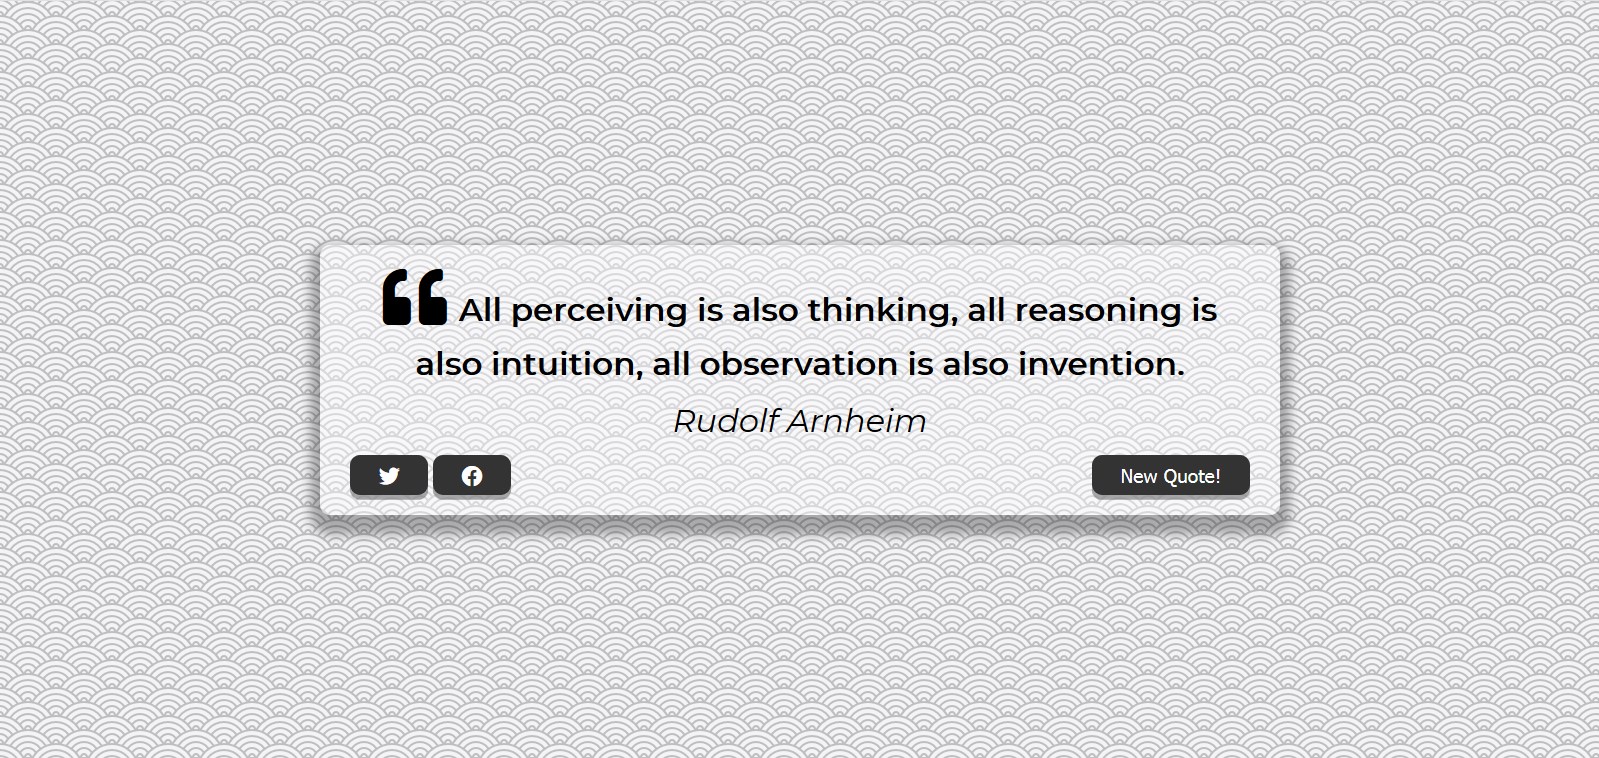 All perceiving is also thinking, all reasoning is
also intuition, all observation is also invention.
Rudolf Arnheim
New Quote!